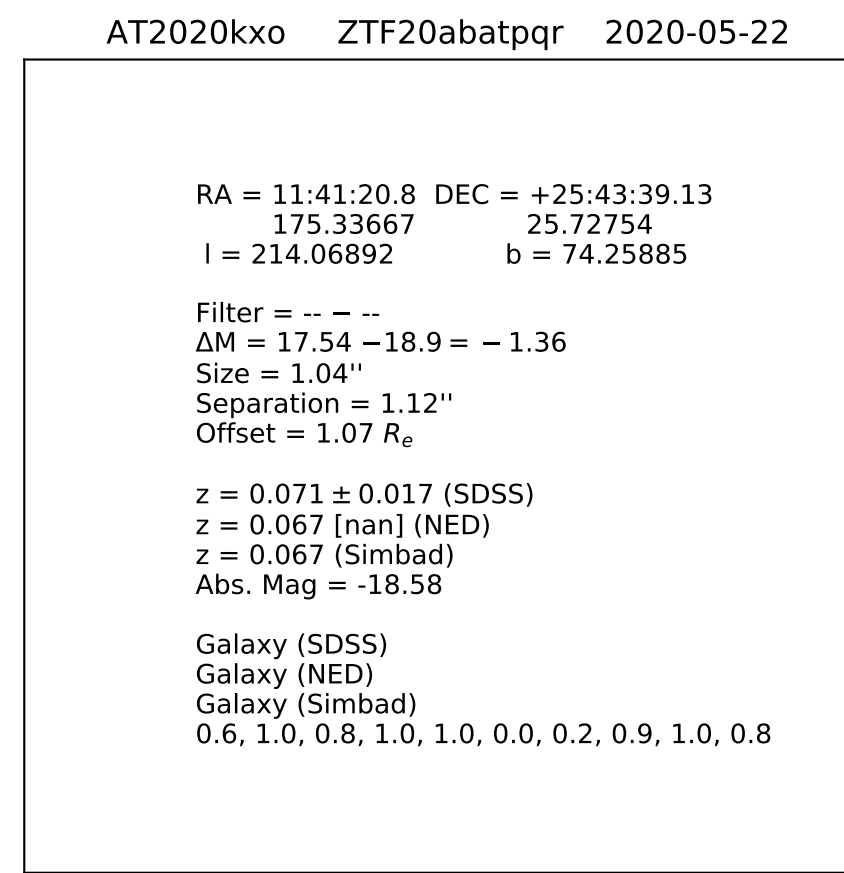 AT2020kxo ZTF20abatpqr 2020-05-22
RA = 11:41:20.8 DEC = +25:43:39.13
175.33667 25.72754
l = 214.06892 b = 74.25885
Filter = -- − --
ΔM = 17.54 −18.9 = − 1.36
Size = 1.04''
Separation = 1.12''
Offset = 1.07 Rₑ
z = 0.071 ± 0.017 (SDSS)
z = 0.067 [nan] (NED)
z = 0.067 (Simbad)
Abs. Mag = -18.58
Galaxy (SDSS)
Galaxy (NED)
Galaxy (Simbad)
0.6, 1.0, 0.8, 1.0, 1.0, 0.0, 0.2, 0.9, 1.0, 0.8